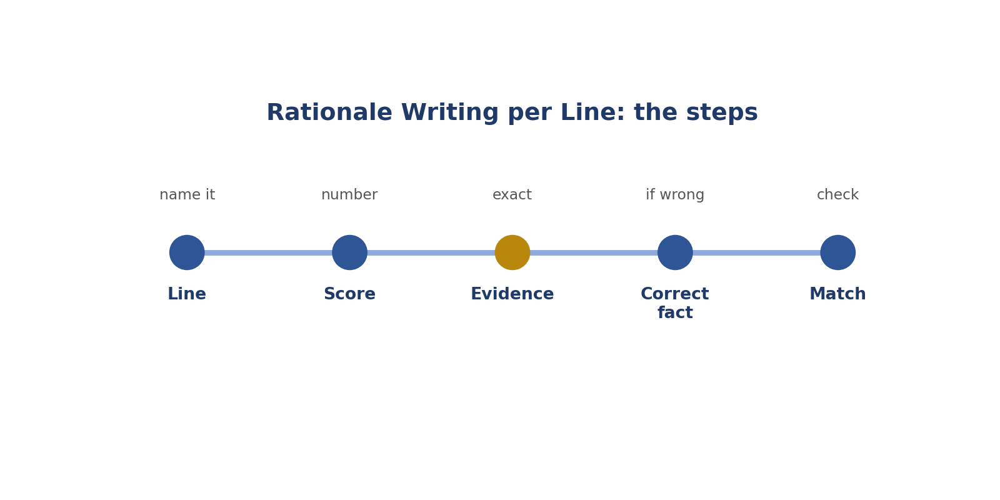 Rationale Writing per Line: the steps
name it
number
exact
if wrong
check
Line
Score
Evidence
Correct
fact
Match